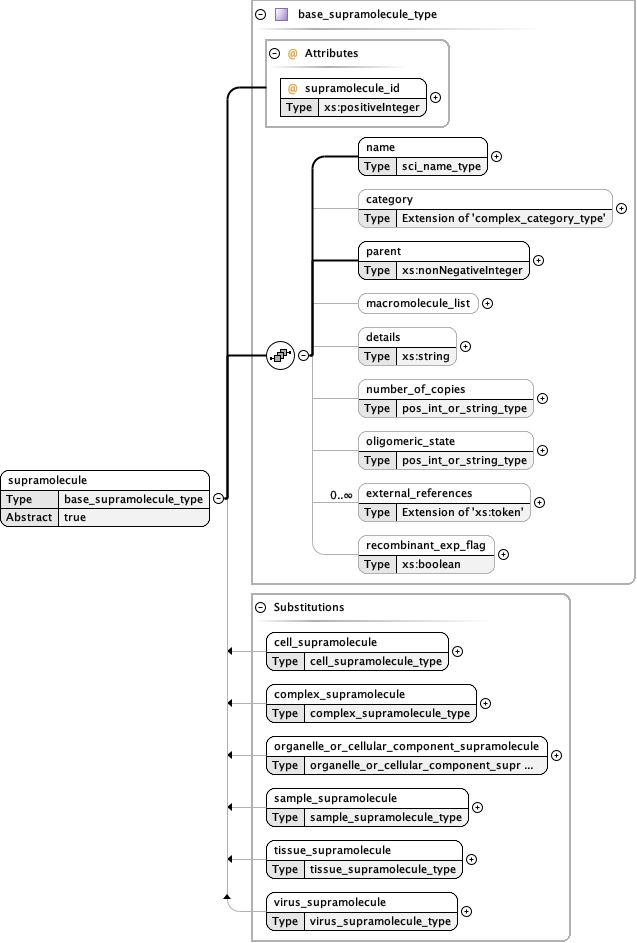 base_supramolecule_type
@ Attributes
@ supramolecule_id
Type xs:positiveInteger
name
Type sci_name_type
category
Type Extension of 'complex_category_type'
parent
Type xs:nonNegativeInteger
macromolecule_list
details
Type xs:string
number_of_copies
Type pos_int_or_string_type
oligomeric_state
Type pos_int_or_string_type
supramolecule
Type base_supramolecule_type
Abstract true
0..∞ external_references
Type Extension of 'xs:token'
recombinant_exp_flag
Type xs:boolean
Substitutions
cell_supramolecule
Type cell_supramolecule_type
complex_supramolecule
Type complex_supramolecule_type
organelle_or_cellular_component_supramolecule
Type organelle_or_cellular_component_supr ...
sample_supramolecule
Type sample_supramolecule_type
tissue_supramolecule
Type tissue_supramolecule_type
virus_supramolecule
Type virus_supramolecule_type